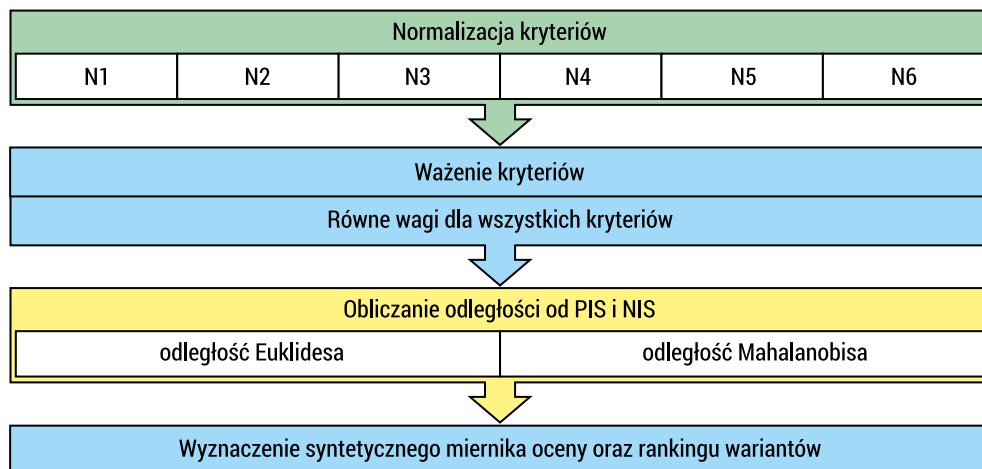 Normalizacja kryteriów
N1 N2 N3 N4 N5 N6
Ważenie kryteriów
Równe wagi dla wszystkich kryteriów
Obliczanie odległości od PIS i NIS
odległość Euklidesa odległość Mahalanobisa
Wyznaczenie syntetycznego miernika oceny oraz rankingu wariantów